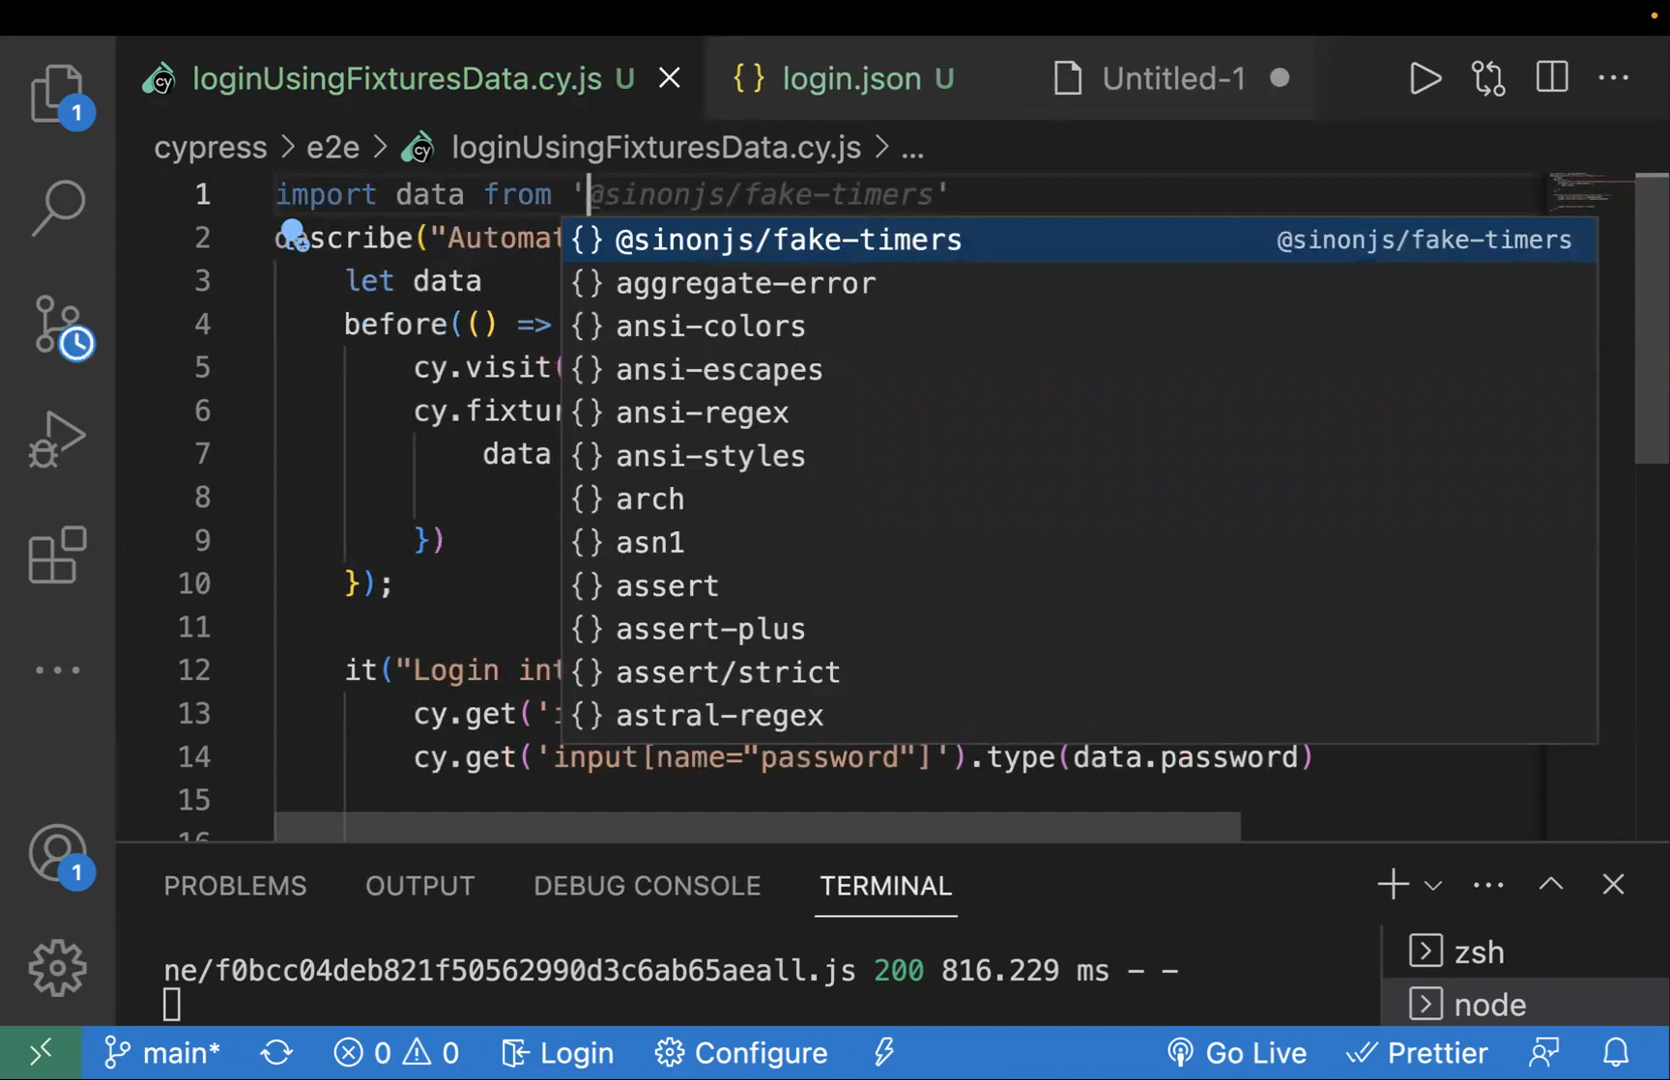 loginUsingFixturesData.cy.js U
login.json U
Untitled-1
cypress > e2e > loginUsingFixturesData.cy.js > ...
1 import data from '@sinonjs/fake-timers'
2 describe("Automat
3 let data
4 before(() =>
5 cy.visit(
6 cy.fixtur
7 data
8
9 })
10 });
11
12 it("Login int
13 cy.get('i
14 cy.get('input[name="password"]').type(data.password)
15
16
{} @sinonjs/fake-timers @sinonjs/fake-timers
{} aggregate-error
{} ansi-colors
{} ansi-escapes
{} ansi-regex
{} ansi-styles
{} arch
{} asn1
{} assert
{} assert-plus
{} assert/strict
{} astral-regex
1
1
PROBLEMS OUTPUT DEBUG CONSOLE TERMINAL
ne/f0bcc04deb821f50562990d3c6ab65aeall.js 200 816.229 ms - -
zsh
node
main* 0 0 Login Configure Go Live Prettier